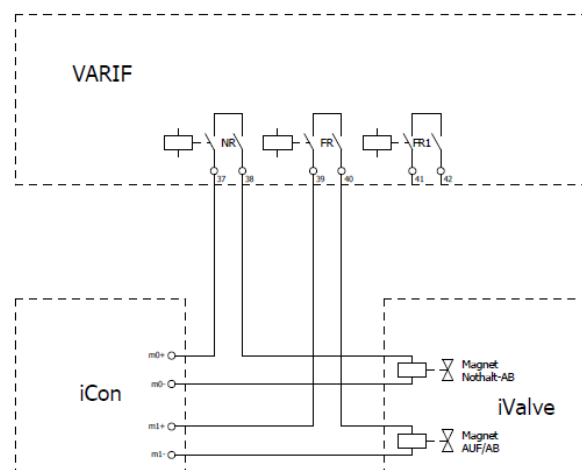 VARIF
NR FR FR1
37 38 39 40 41 42
m0+
m0-
m1+
m1-
iCon
Magnet
Nothalt-AB
iValve
Magnet
AUF/AB